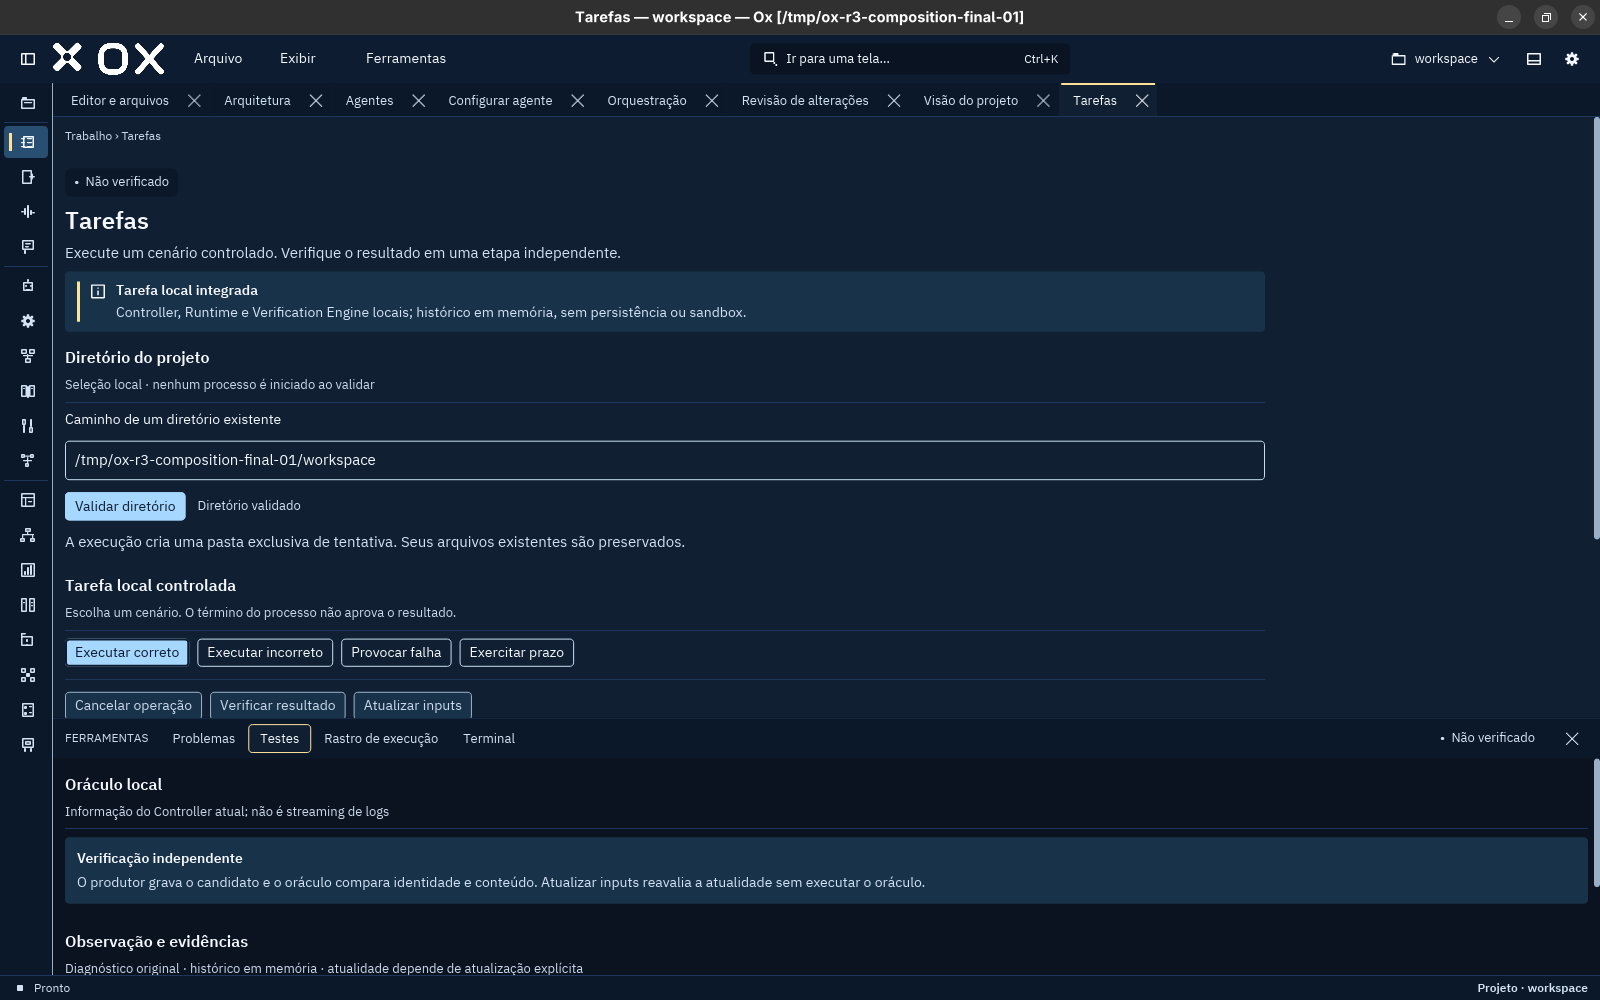 Tarefas — workspace — Ox [/tmp/ox-r3-composition-final-01]
OX
Arquivo
Exibir
Ferramentas
Ir para uma tela...
Ctrl+K
workspace
Editor e arquivos
Arquitetura
Agentes
Configurar agente
Orquestração
Revisão de alterações
Visão do projeto
Tarefas
Trabalho › Tarefas
• Não verificado
Tarefas
Execute um cenário controlado. Verifique o resultado em uma etapa independente.
Tarefa local integrada
Controller, Runtime e Verification Engine locais; histórico em memória, sem persistência ou sandbox.
Diretório do projeto
Seleção local · nenhum processo é iniciado ao validar
Caminho de um diretório existente
/tmp/ox-r3-composition-final-01/workspace
Validar diretório
Diretório validado
A execução cria uma pasta exclusiva de tentativa. Seus arquivos existentes são preservados.
Tarefa local controlada
Escolha um cenário. O término do processo não aprova o resultado.
Executar correto
Executar incorreto
Provocar falha
Exercitar prazo
Cancelar operação
Verificar resultado
Atualizar inputs
FERRAMENTAS
Problemas
Testes
Rastro de execução
Terminal
• Não verificado
Oráculo local
Informação do Controller atual; não é streaming de logs
Verificação independente
O produtor grava o candidato e o oráculo compara identidade e conteúdo. Atualizar inputs reavalia a atualidade sem executar o oráculo.
Observação e evidências
Diagnóstico original · histórico em memória · atualidade depende de atualização explícita
Pronto
Projeto · workspace